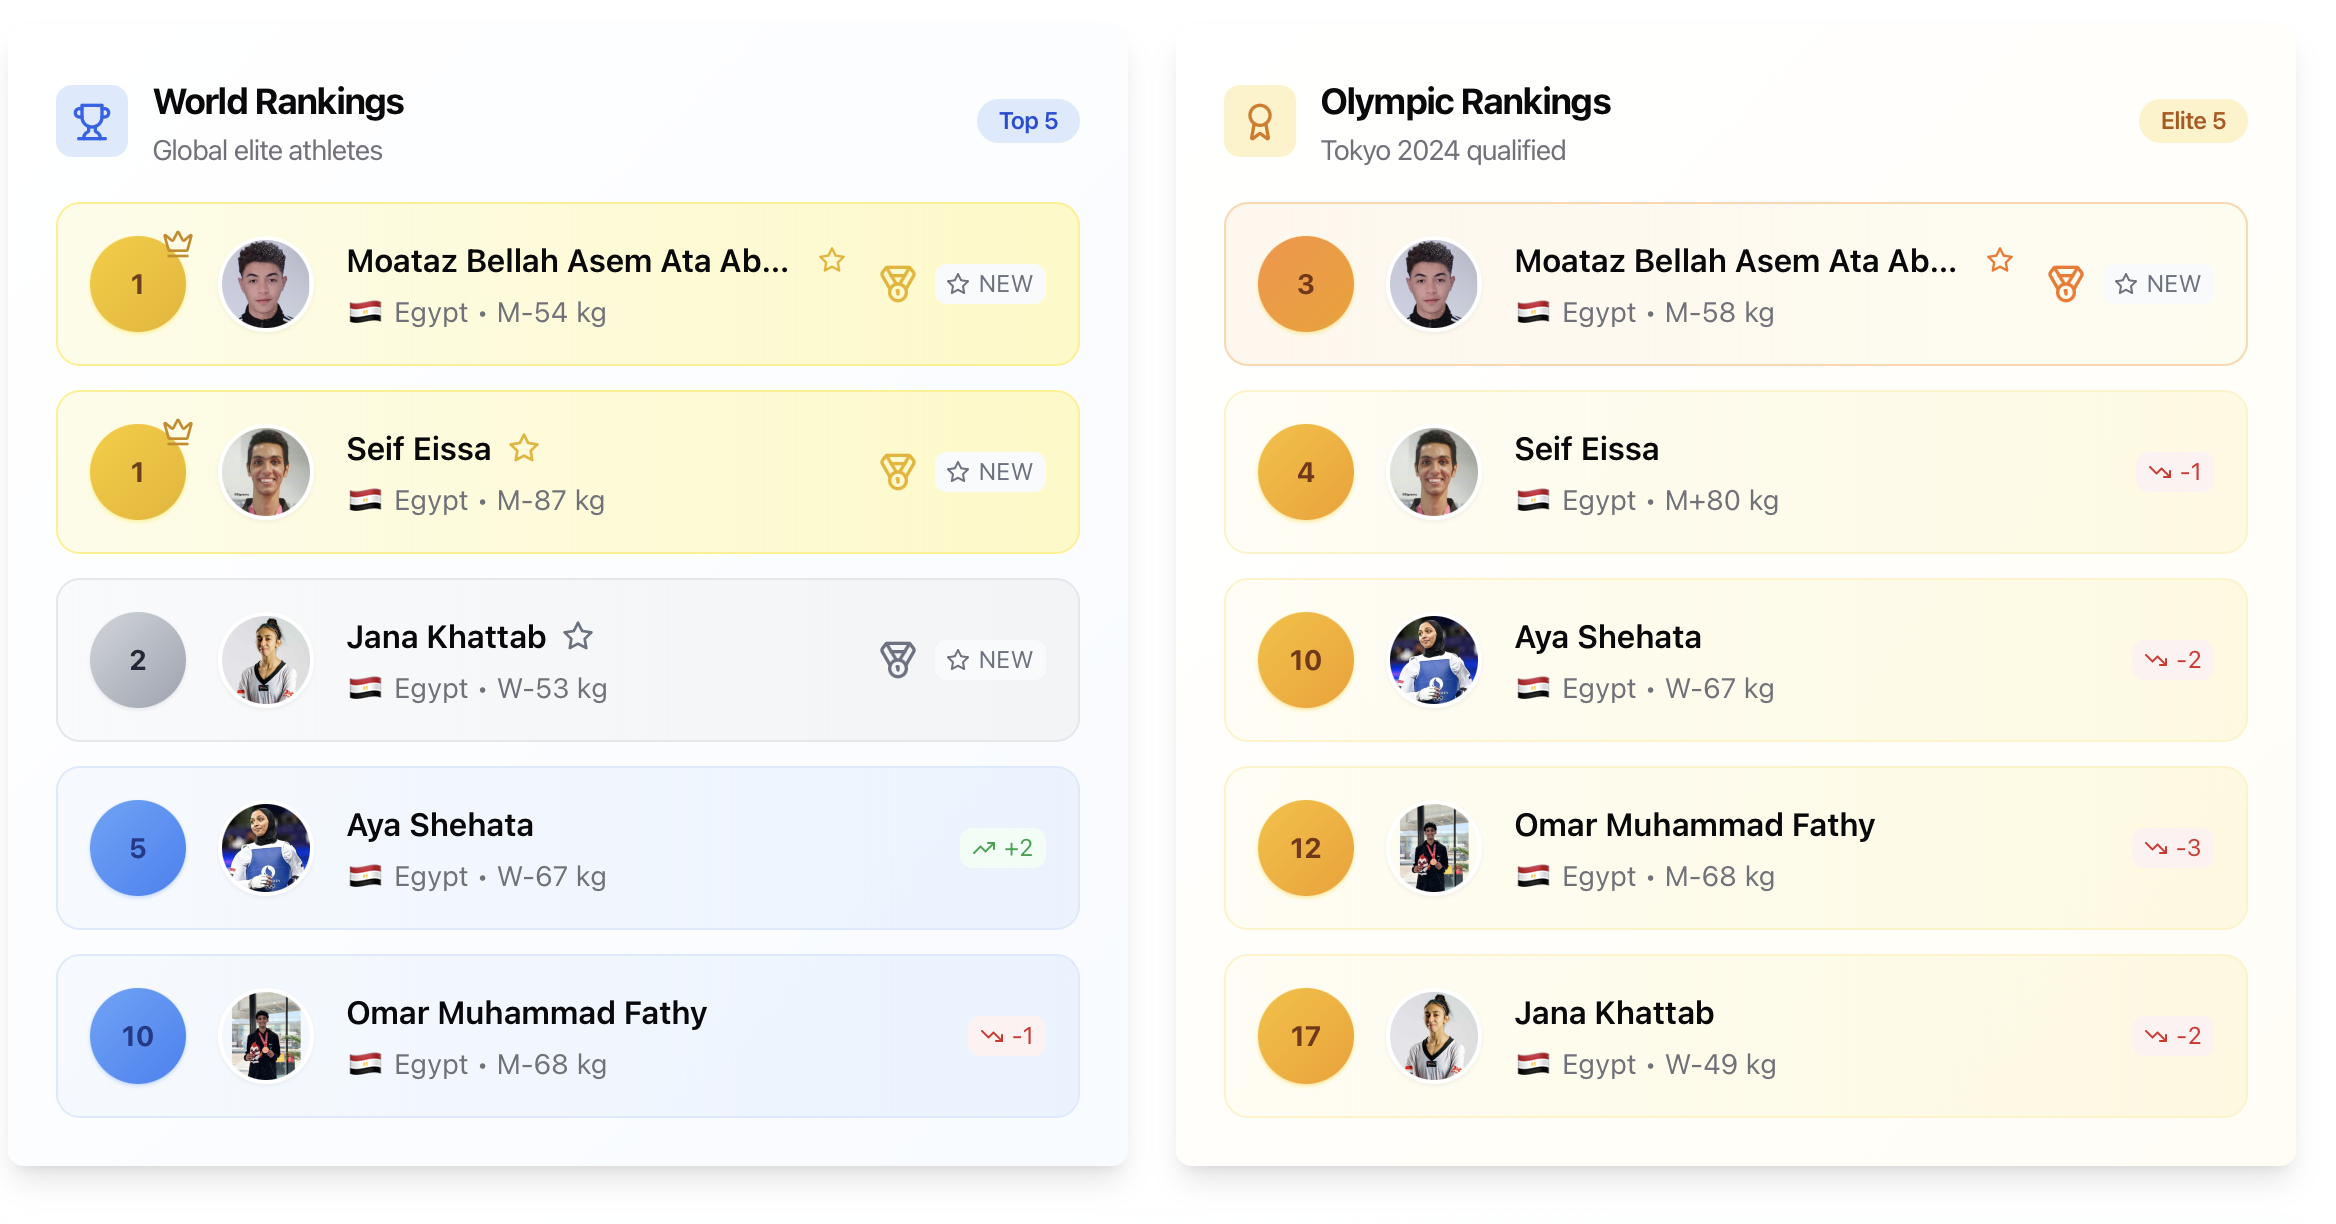 World Rankings
Global elite athletes
Top 5
1
Moataz Bellah Asem Ata Ab...
Egypt • M-54 kg
NEW
1
Seif Eissa
Egypt • M-87 kg
NEW
2
Jana Khattab
Egypt • W-53 kg
NEW
5
Aya Shehata
Egypt • W-67 kg
+2
10
Omar Muhammad Fathy
Egypt • M-68 kg
-1
Olympic Rankings
Tokyo 2024 qualified
Elite 5
3
Moataz Bellah Asem Ata Ab...
Egypt • M-58 kg
NEW
4
Seif Eissa
Egypt • M+80 kg
-1
10
Aya Shehata
Egypt • W-67 kg
-2
12
Omar Muhammad Fathy
Egypt • M-68 kg
-3
17
Jana Khattab
Egypt • W-49 kg
-2